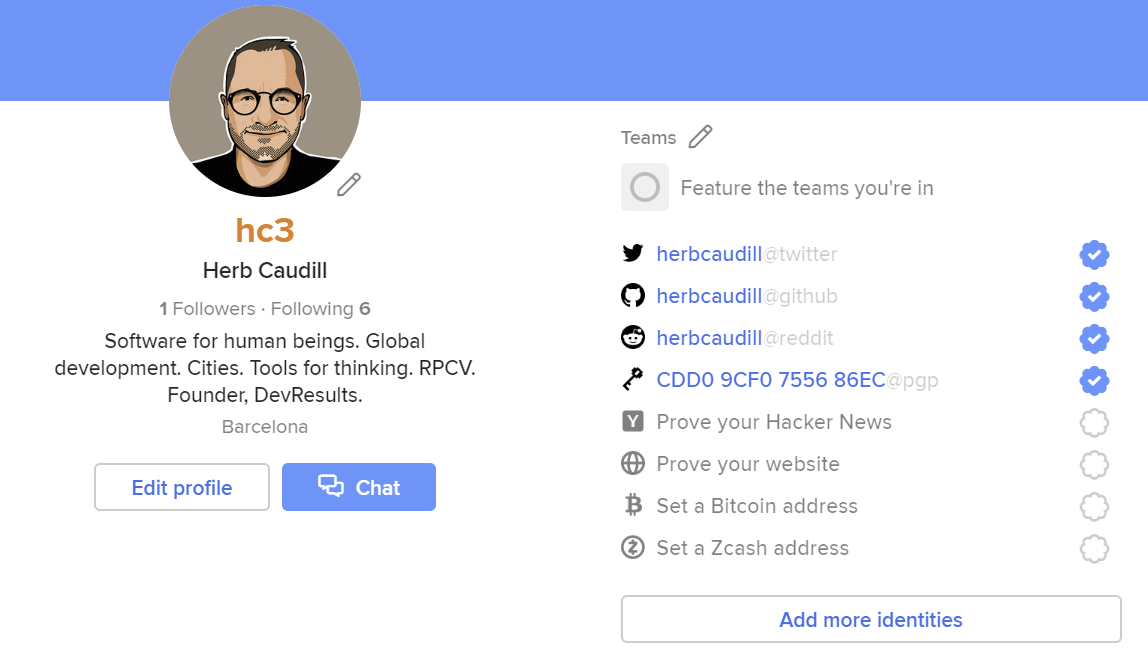 hc3
Herb Caudill
1 Followers · Following 6
Software for human beings. Global
development. Cities. Tools for thinking. RPCV.
Founder, DevResults.
Barcelona
Edit profile
Chat
Teams
Feature the teams you're in
herbcaudill@twitter
herbcaudill@github
herbcaudill@reddit
CDD0 9CF0 7556 86EC@pgp
Prove your Hacker News
Prove your website
Set a Bitcoin address
Set a Zcash address
Add more identities